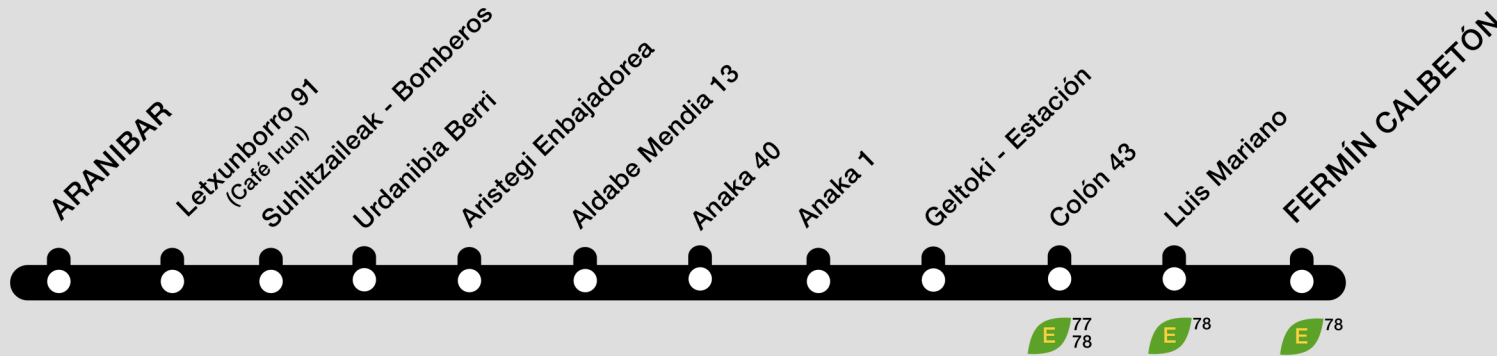 ARANIBAR
Letxunborro 91
(Café Irun)
Suhiltzaileak - Bomberos
Urdanibia Berri
Aristegi Enbajadorea
Aldabe Mendia 13
Anaka 40
Anaka 1
Geltoki - Estación
Colón 43
Luis Mariano
FERMÍN CALBETÓN
E 77
78
E 78
E 78